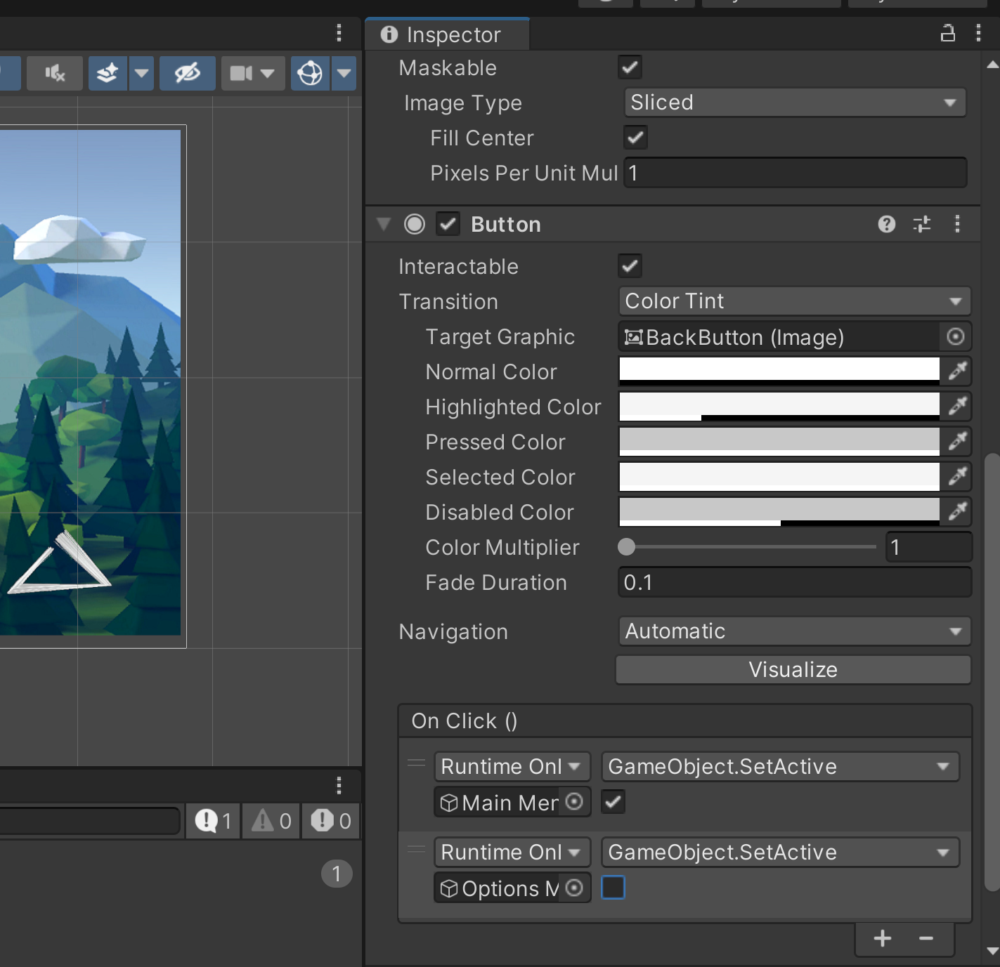 Inspector
Maskable
Image Type Sliced
Fill Center
Pixels Per Unit Mul 1
Button
Interactable
Transition Color Tint
Target Graphic BackButton (Image)
Normal Color
Highlighted Color
Pressed Color
Selected Color
Disabled Color
Color Multiplier 1
Fade Duration 0.1
Navigation Automatic
Visualize
On Click ()
Runtime Onl GameObject.SetActive
Main Mer
1 0 0
Runtime Onl GameObject.SetActive
1
Options M